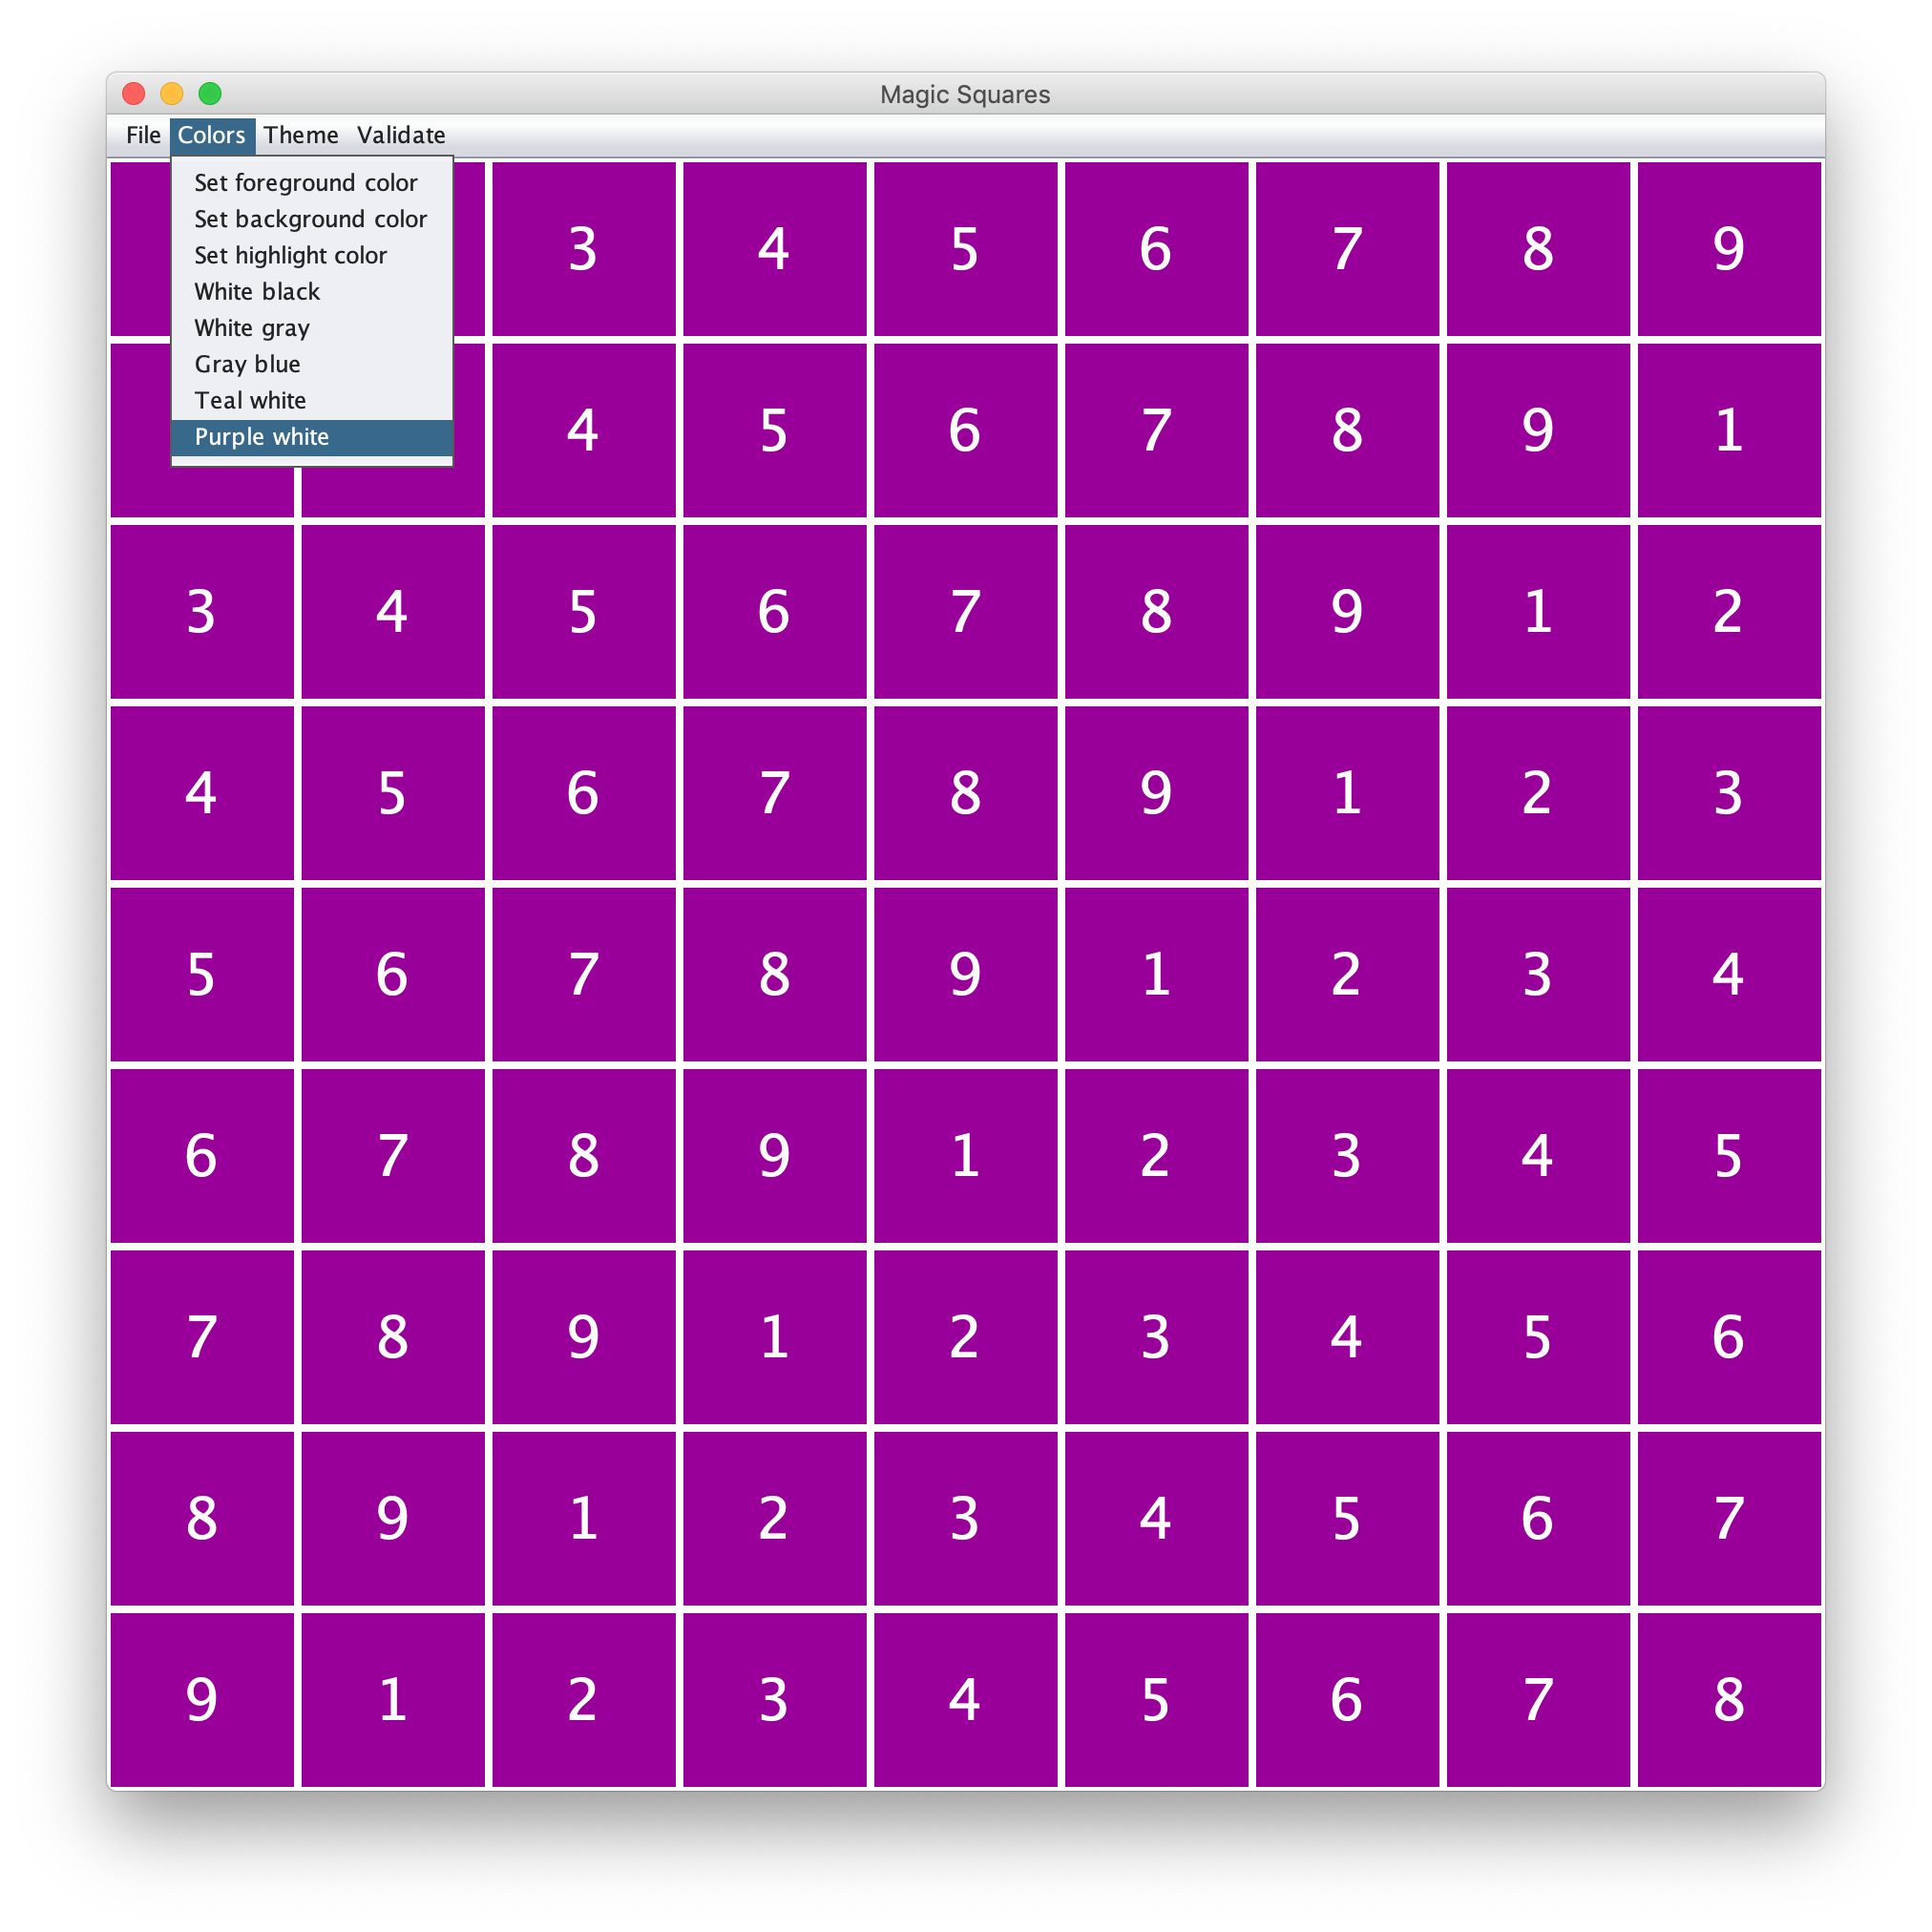 Magic Squares
File Colors Theme Validate
Set foreground color
Set background color
Set highlight color
White black
White gray
Gray blue
Teal white
Purple white
3 4 5 6 7 8 9
4 5 6 7 8 9 1
3 4 5 6 7 8 9 1 2
4 5 6 7 8 9 1 2 3
5 6 7 8 9 1 2 3 4
6 7 8 9 1 2 3 4 5
7 8 9 1 2 3 4 5 6
8 9 1 2 3 4 5 6 7
9 1 2 3 4 5 6 7 8